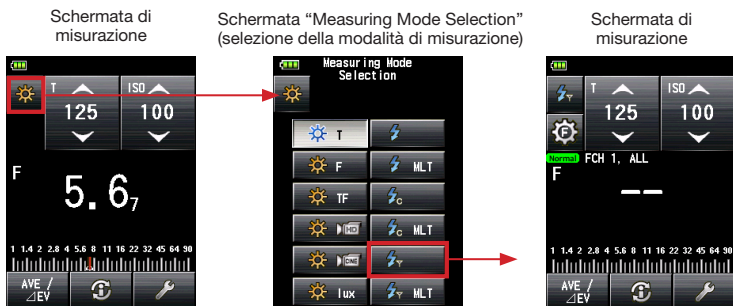 Schermata di
misurazione
T
ISO
125
100
F
5.6₇
1 1.4 2 2.8 4 5.6 8 11 16 22 32 45 64 90
AVE /
⊿EV
Schermata “Measuring Mode Selection”
(selezione della modalità di misurazione)
Measuring Mode
Selection
T
F
MLT
TF
C
HD
C MLT
CINE
lux
MLT
Schermata di
misurazione
T
ISO
125
100
F
Normal FCH 1, ALL
F
--
1 1.4 2 2.8 4 5.6 8 11 16 22 32 45 64 90
AVE /
⊿EV